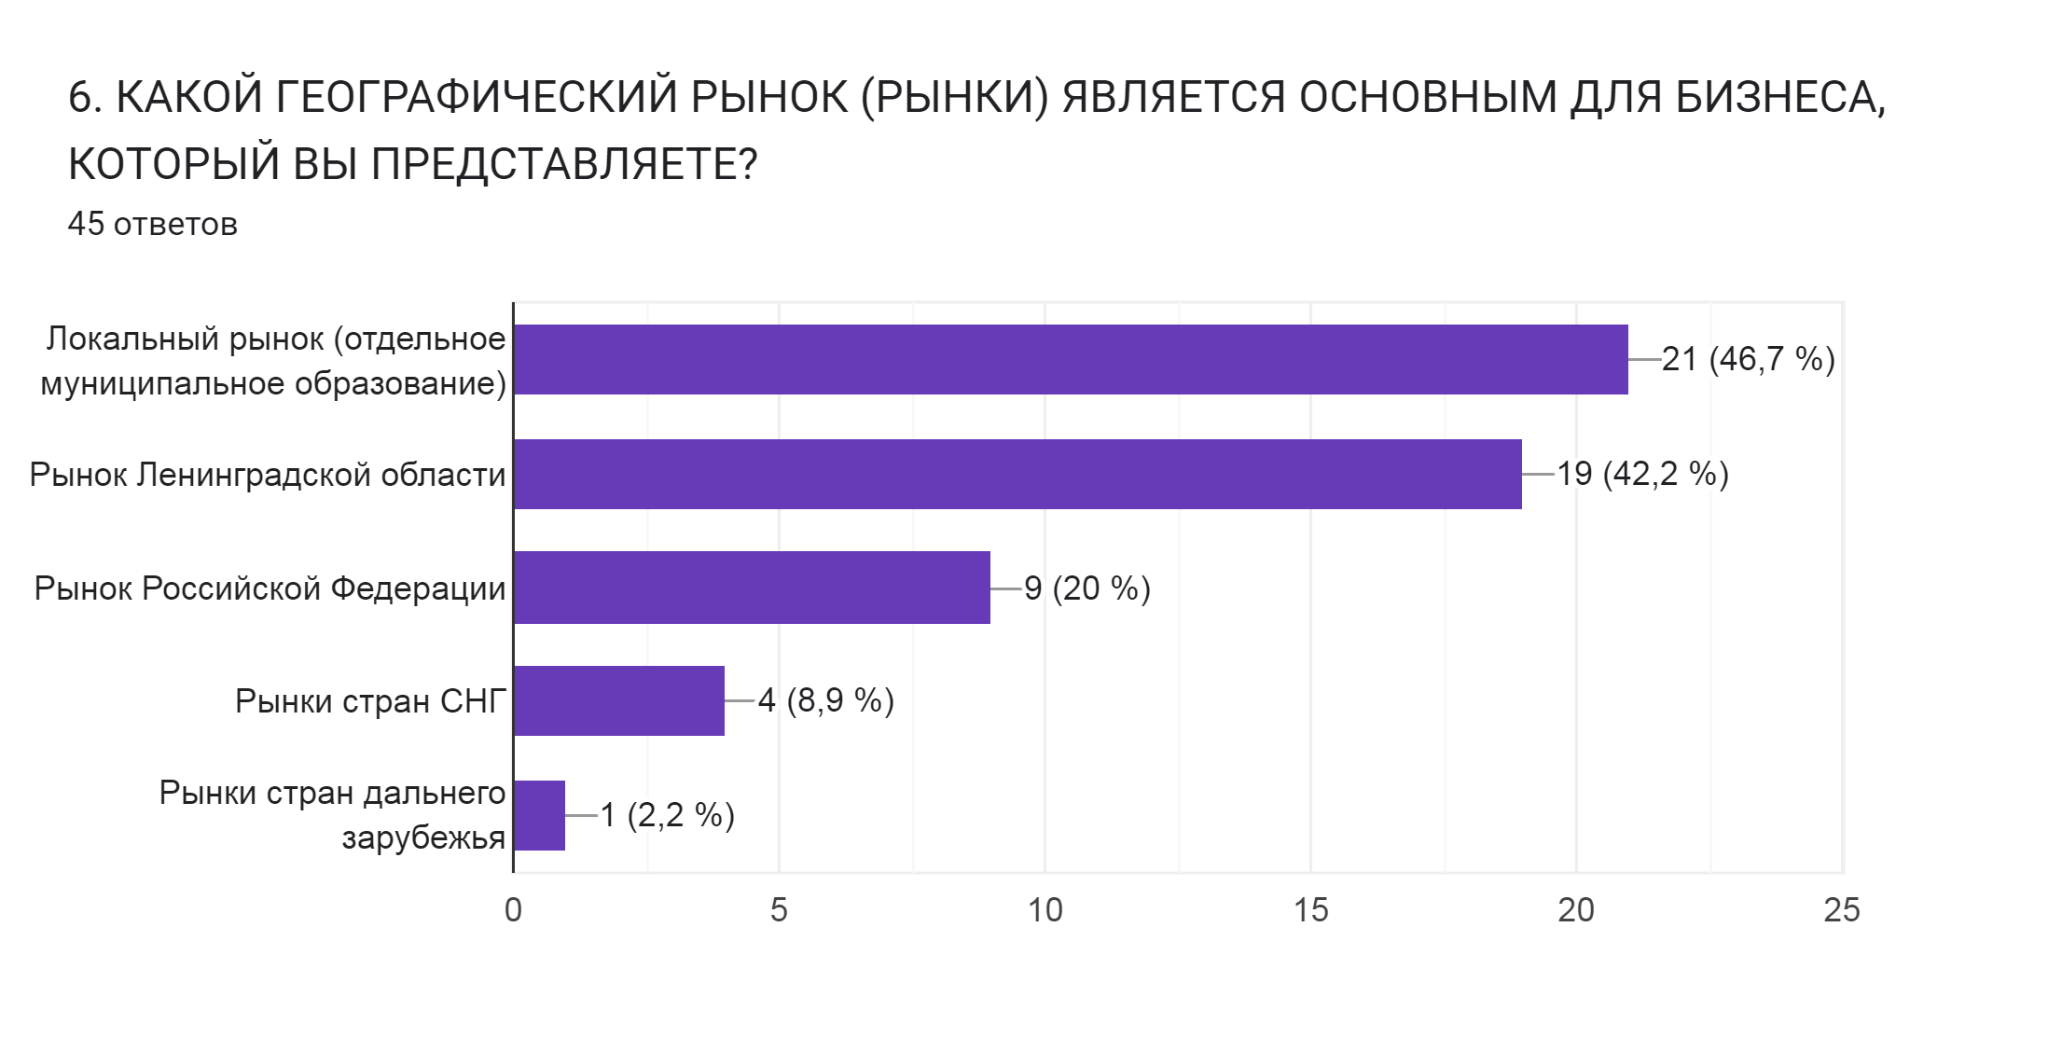 6. КАКОЙ ГЕОГРАФИЧЕСКИЙ РЫНОК (РЫНКИ) ЯВЛЯЕТСЯ ОСНОВНЫМ ДЛЯ БИЗНЕСА,
КОТОРЫЙ ВЫ ПРЕДСТАВЛЯЕТЕ?
45 ответов
Локальный рынок (отдельное
муниципальное образование)
21 (46,7 %)
Рынок Ленинградской области
19 (42,2 %)
Рынок Российской Федерации
9 (20 %)
Рынки стран СНГ
4 (8,9 %)
Рынки стран дальнего
зарубежья
1 (2,2 %)
0 5 10 15 20 25